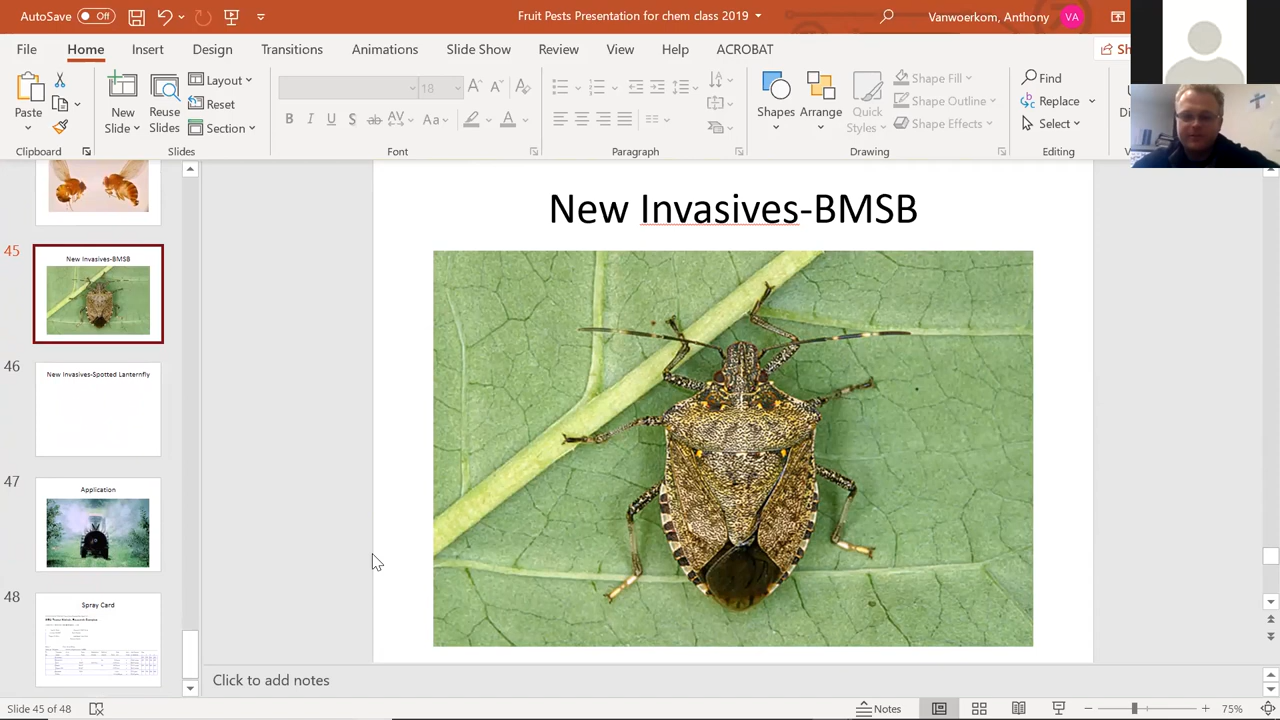 AutoSave Off
Fruit Pests Presentation for chem class 2019
Vanwoerkom, Anthony
VA
File Home Insert Design Transitions Animations Slide Show Review View Help ACROBAT
Paste
New
Slide
Reuse
Slides
Layout
Reset
Section
18
Aa
A
Shapes
Arrange
Quick
Styles
Shape Fill
Shape Outline
Shape Effects
Find
Replace
Select
Clipboard Slides Font Paragraph Drawing Editing
45
New Invasives-BMSB
46
New Invasives-Spotted Lanternfly
47
Application
48
Spray Card
New Invasives-BMSB
Click to add notes
Slide 45 of 48
Notes
75%